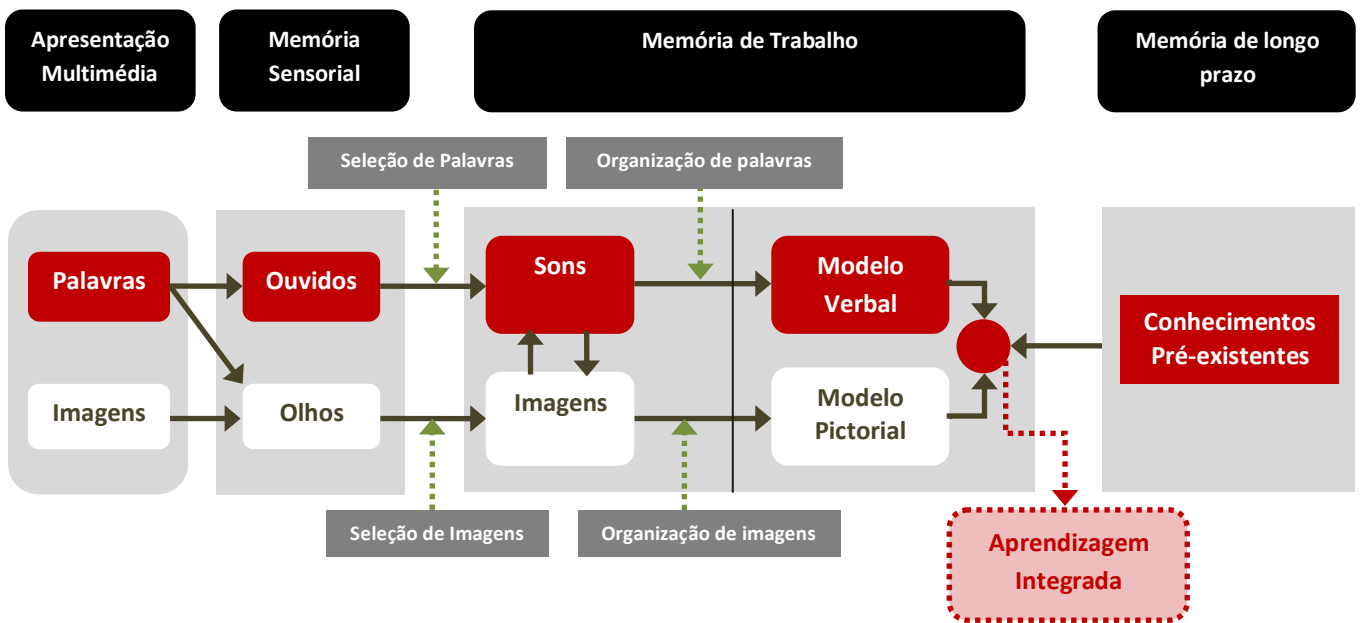 Apresentação
Multimédia
Memória
Sensorial
Memória de Trabalho
Memória de longo
prazo
Seleção de Palavras
Organização de palavras
Palavras
Ouvidos
Sons
Modelo
Verbal
Conhecimentos
Pré-existentes
Imagens
Olhos
Imagens
Modelo
Pictorial
Seleção de Imagens
Organização de imagens
Aprendizagem
Integrada